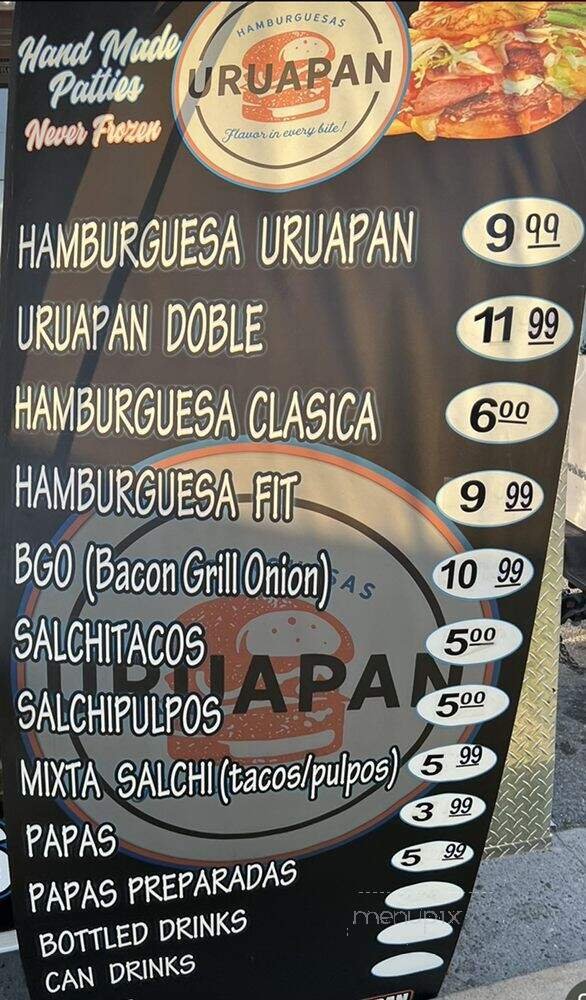 Hand Made
Patties
Never Frozen
HAMBURGUESAS
URUAPAN
Flavor in every bite!
HAMBURGUESA URUAPAN 9 99
URUAPAN DOBLE 11 99
HAMBURGUESA CLASICA 6 00
HAMBURGUESA FIT 9 99
BGO (Bacon Grill Onion) 10 99
SALCHITACOS 5 00
SALCHIPULPOS 5 00
MIXTA SALCHI (tacos/pulpos) 5 99
PAPAS 3 99
PAPAS PREPARADAS 5 99
BOTTLED DRINKS
CAN DRINKS
URUAPAN
menupix